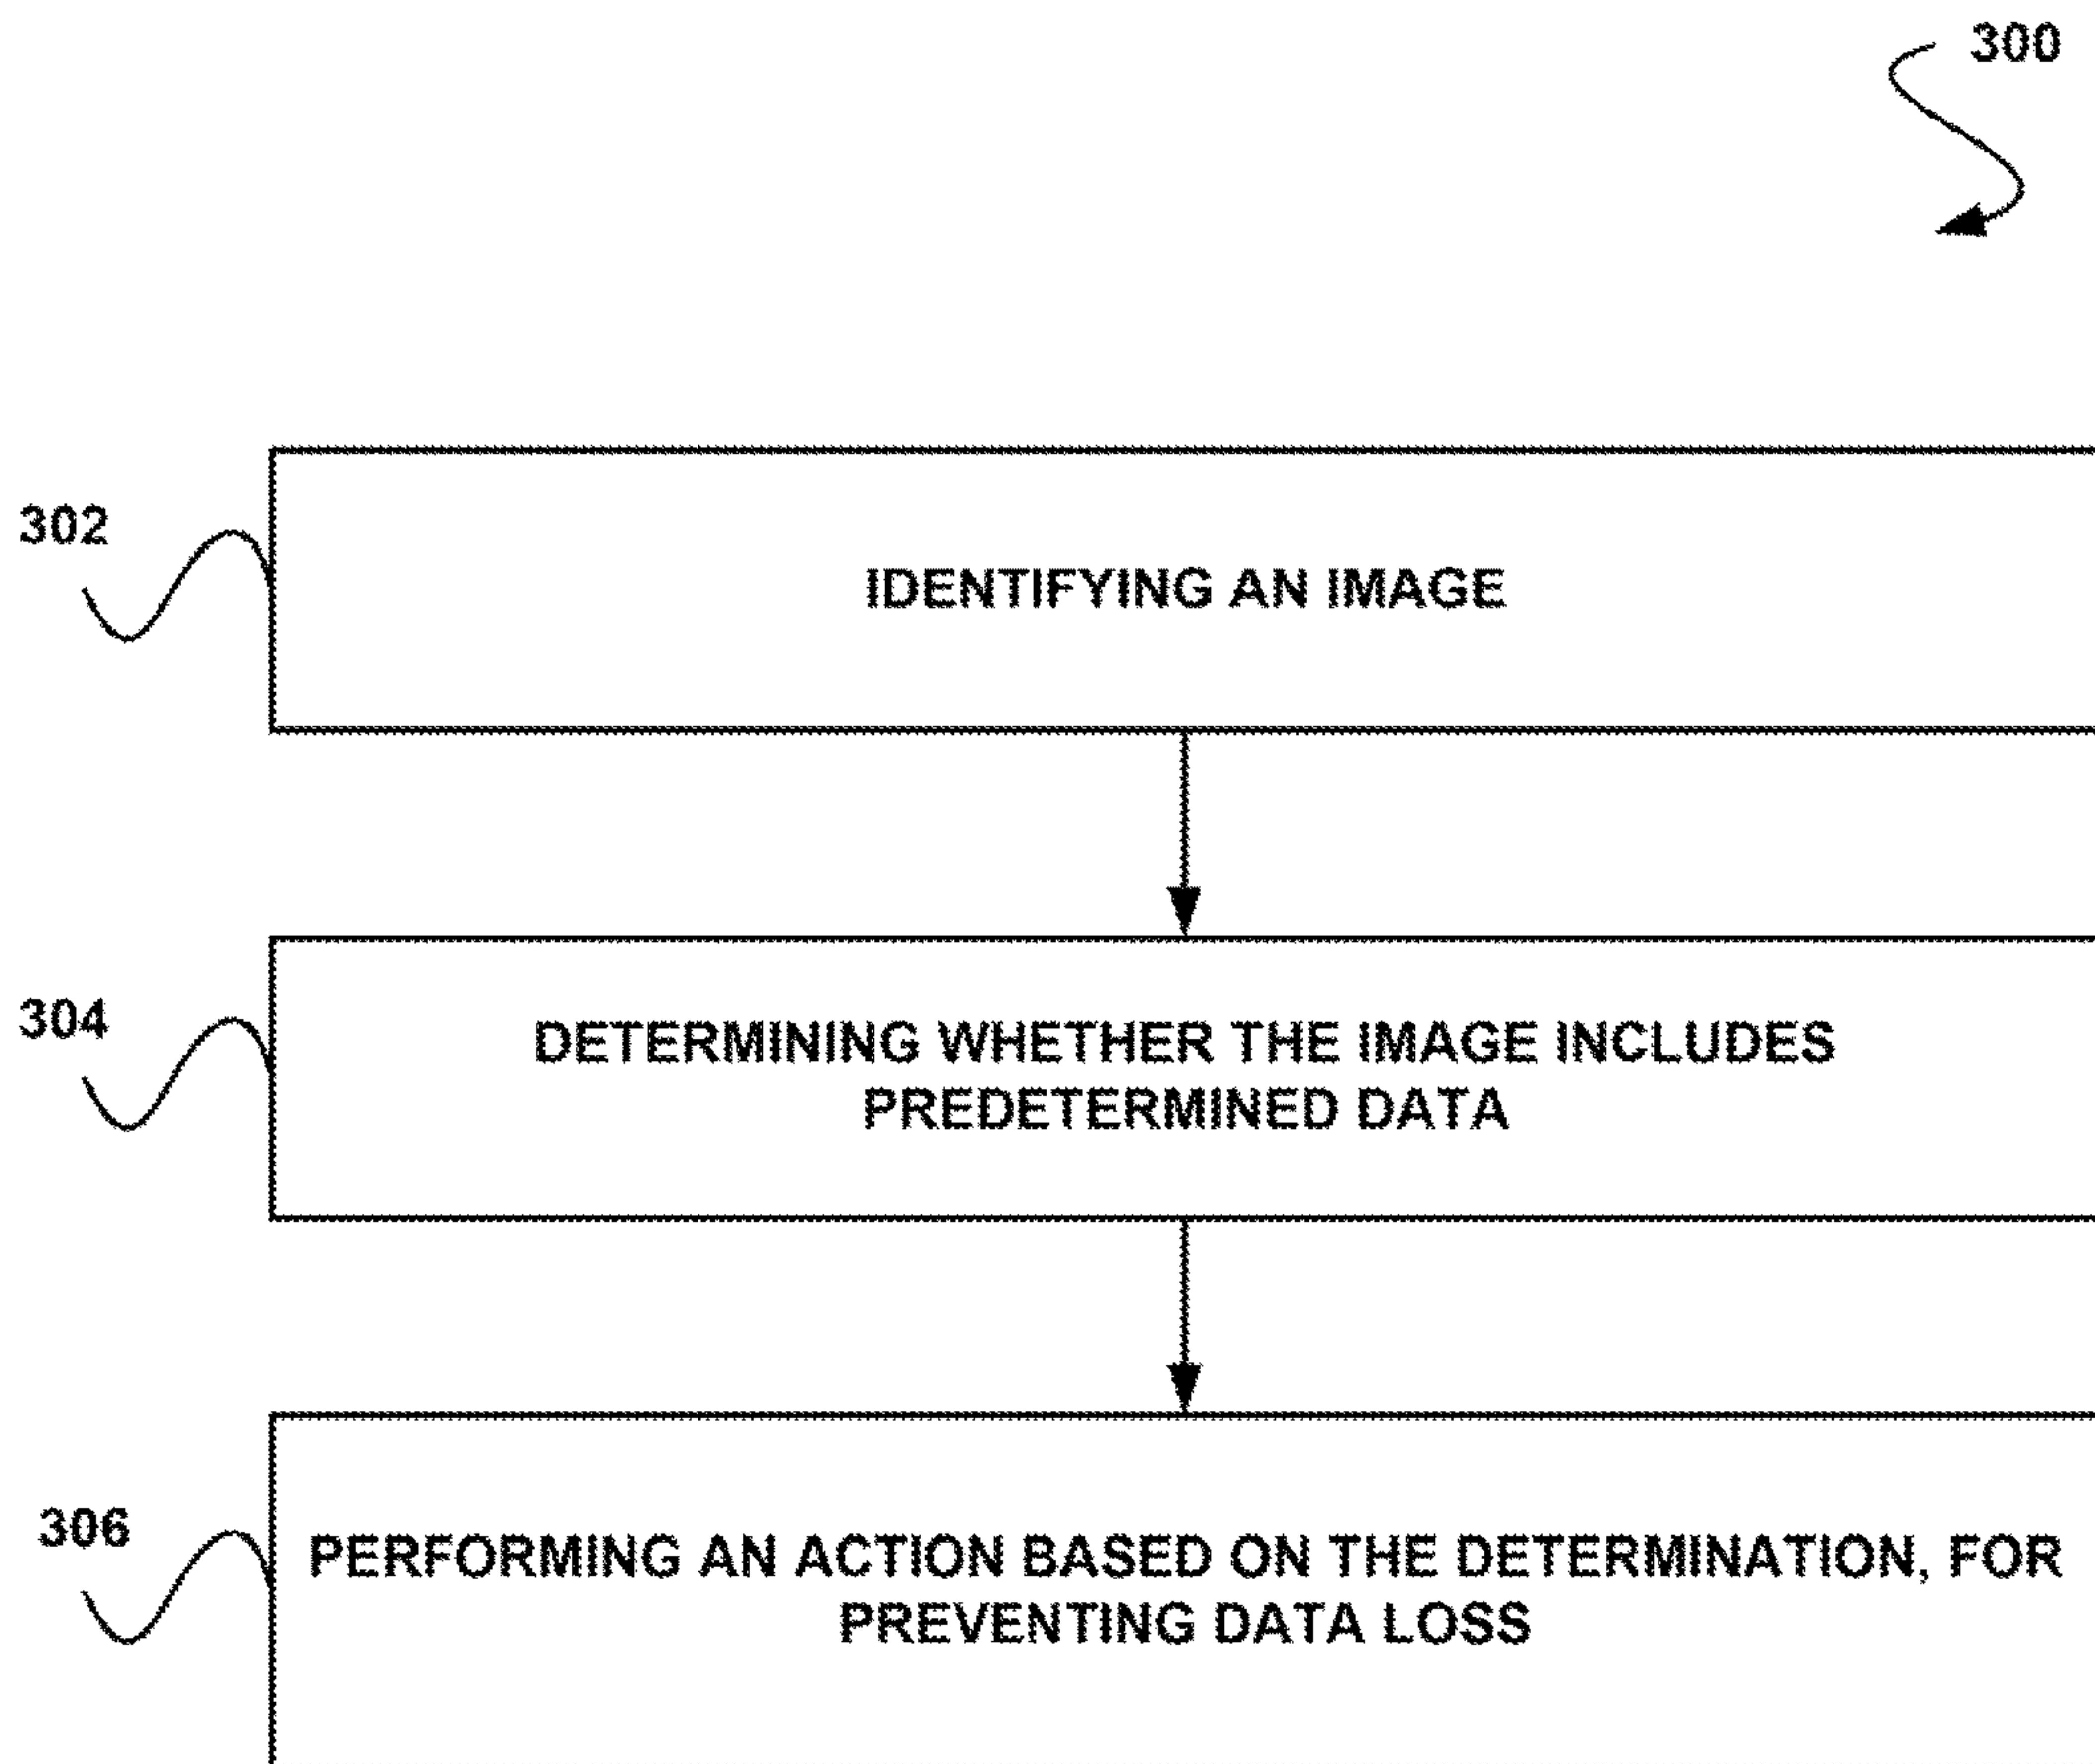 300
302
IDENTIFYING AN IMAGE
304
DETERMINING WHETHER THE IMAGE INCLUDES
PREDETERMINED DATA
306
PERFORMING AN ACTION BASED ON THE DETERMINATION, FOR
PREVENTING DATA LOSS